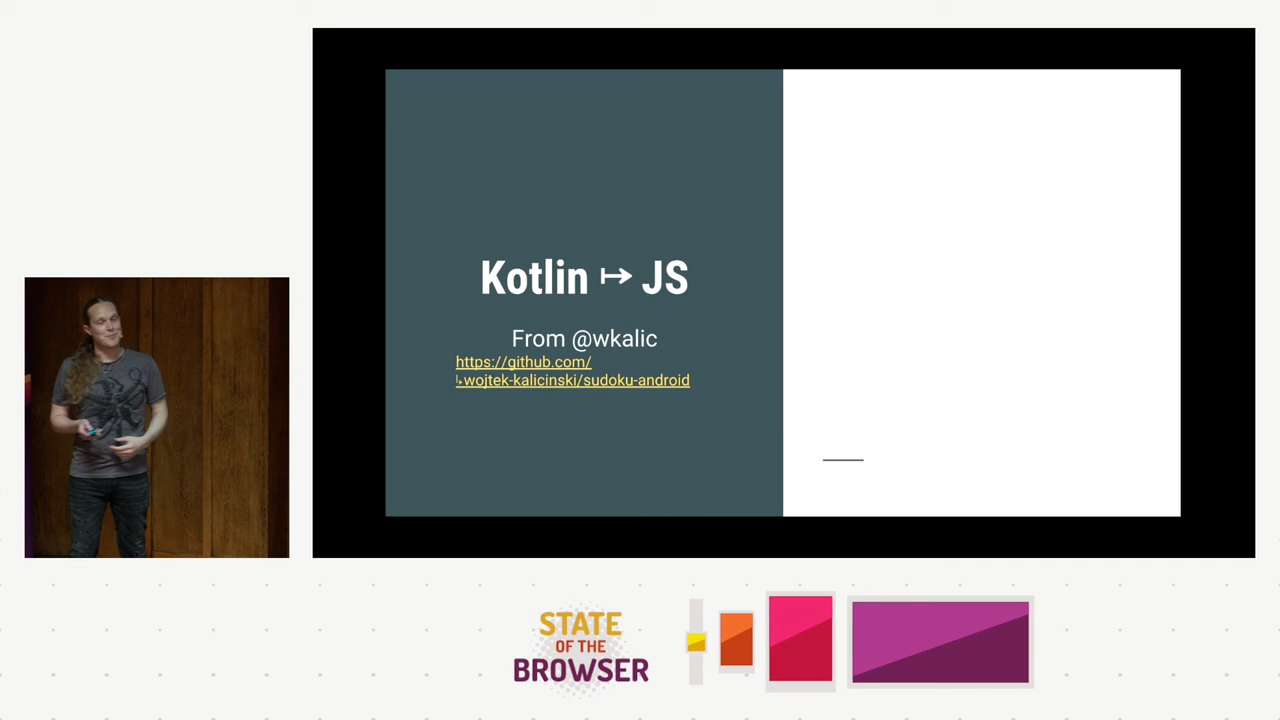 Kotlin ↦ JS
From @wkalic
https://github.com/
↳wojtek-kalicinski/sudoku-android
STATE
OF THE
BROWSER